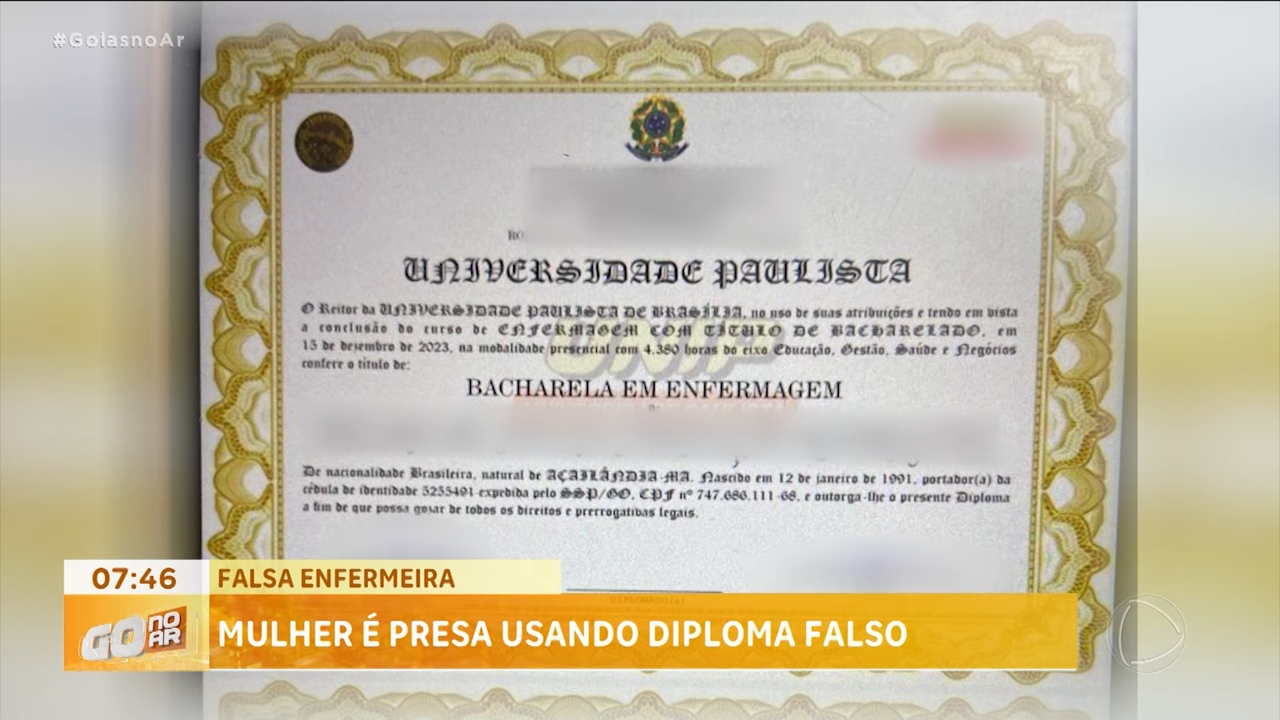 #GoiasnoAr
UNIVERSIDADE PAULISTA
O Reitor da UNIVERSIDADE PAULISTA DE BRASÍLIA, no uso de suas atribuições e tendo em vista
a conclusão do curso de ENFERMAGEM COM TÍTULO DE BACHARELADO, em
15 de dezembro de 2023, na modalidade presencial com 4.380 horas do eixo Educação, Gestão, Saúde e Negócios
confere o título de:
BACHARELA EM ENFERMAGEM
De nacionalidade Brasileira, natural de AÇAILÂNDIA-MA. Nascido em 12 de janeiro de 1991, portador(a) da
cédula de identidade 5255491 expedida pelo SSP/GO, CPF nº 747.686.111-68, e outorga-lhe o presente Diploma
a fim de que possa gozar de todos os direitos e prerrogativas legais.
DIPLOMADO(a)
07:46 FALSA ENFERMEIRA
GO NO AR
MULHER É PRESA USANDO DIPLOMA FALSO